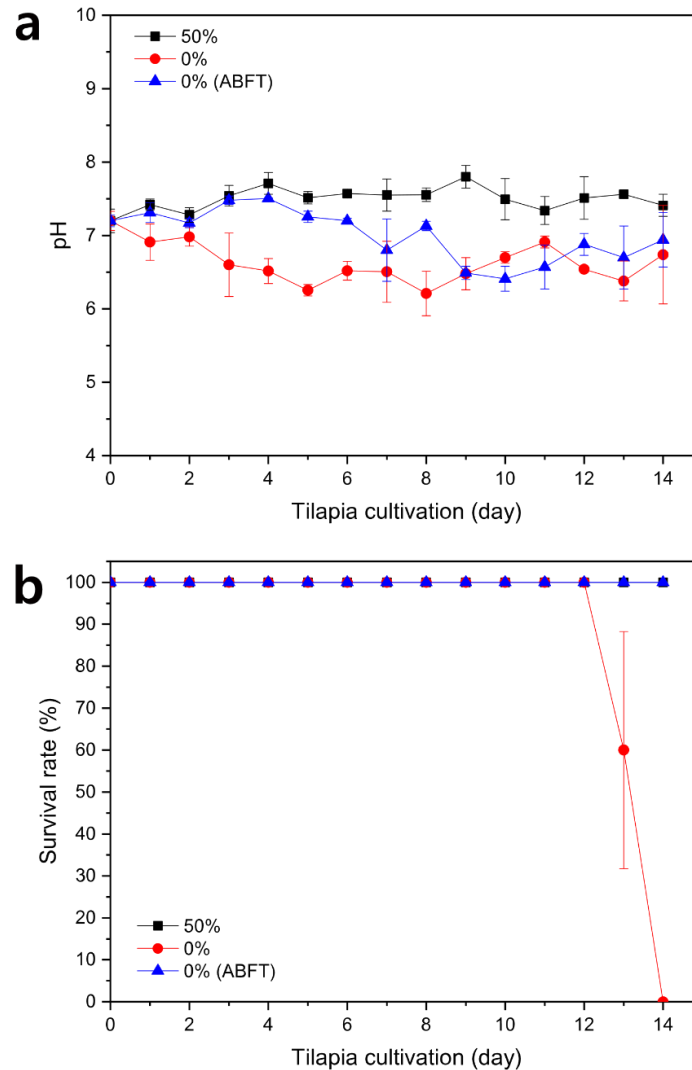 a
10
9
8
7
6
5
4
pH
50%
0%
0% (ABFT)
0 2 4 6 8 10 12 14
Tilapia cultivation (day)
b
100
90
80
70
60
50
40
30
20
10
0
Survival rate (%)
50%
0%
0% (ABFT)
0 2 4 6 8 10 12 14
Tilapia cultivation (day)